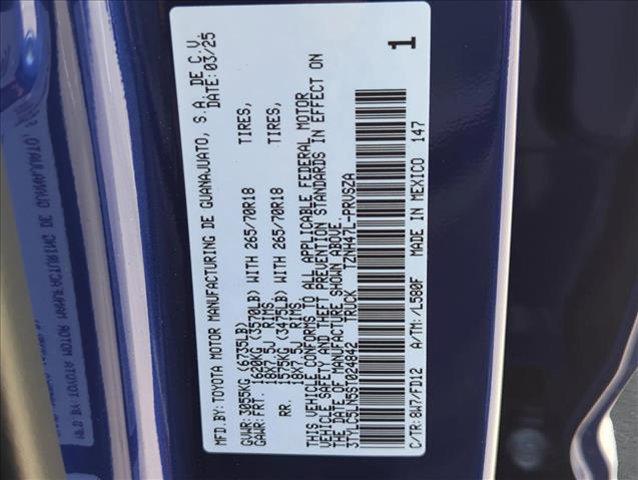 MFD.BY:TOYOTA MOTOR MANUFACTURING DE GUANAJUATO, S.A. DE C.V.
DATE:03/25
GVWR:3055KG (6735LB)
GAWR:FRT. 1620KG (3570LB) WITH 265/70R18 TIRES,
18X7.5J RIMS,
RR. 1575KG (3475LB) WITH 265/70R18 TIRES,
18X7.5J RIMS,
THIS VEHICLE CONFORMS TO ALL APPLICABLE FEDERAL MOTOR
VEHICLE SAFETY AND THEFT PREVENTION STANDARDS IN EFFECT ON
THE DATE OF MANUFACTURE SHOWN ABOVE.
3TYLC5LN5ST024842 TRUCK TZNH47L-PRVSZA
C/TR:8W7/FD12 A/TM:/L580F MADE IN MEXICO 147
1